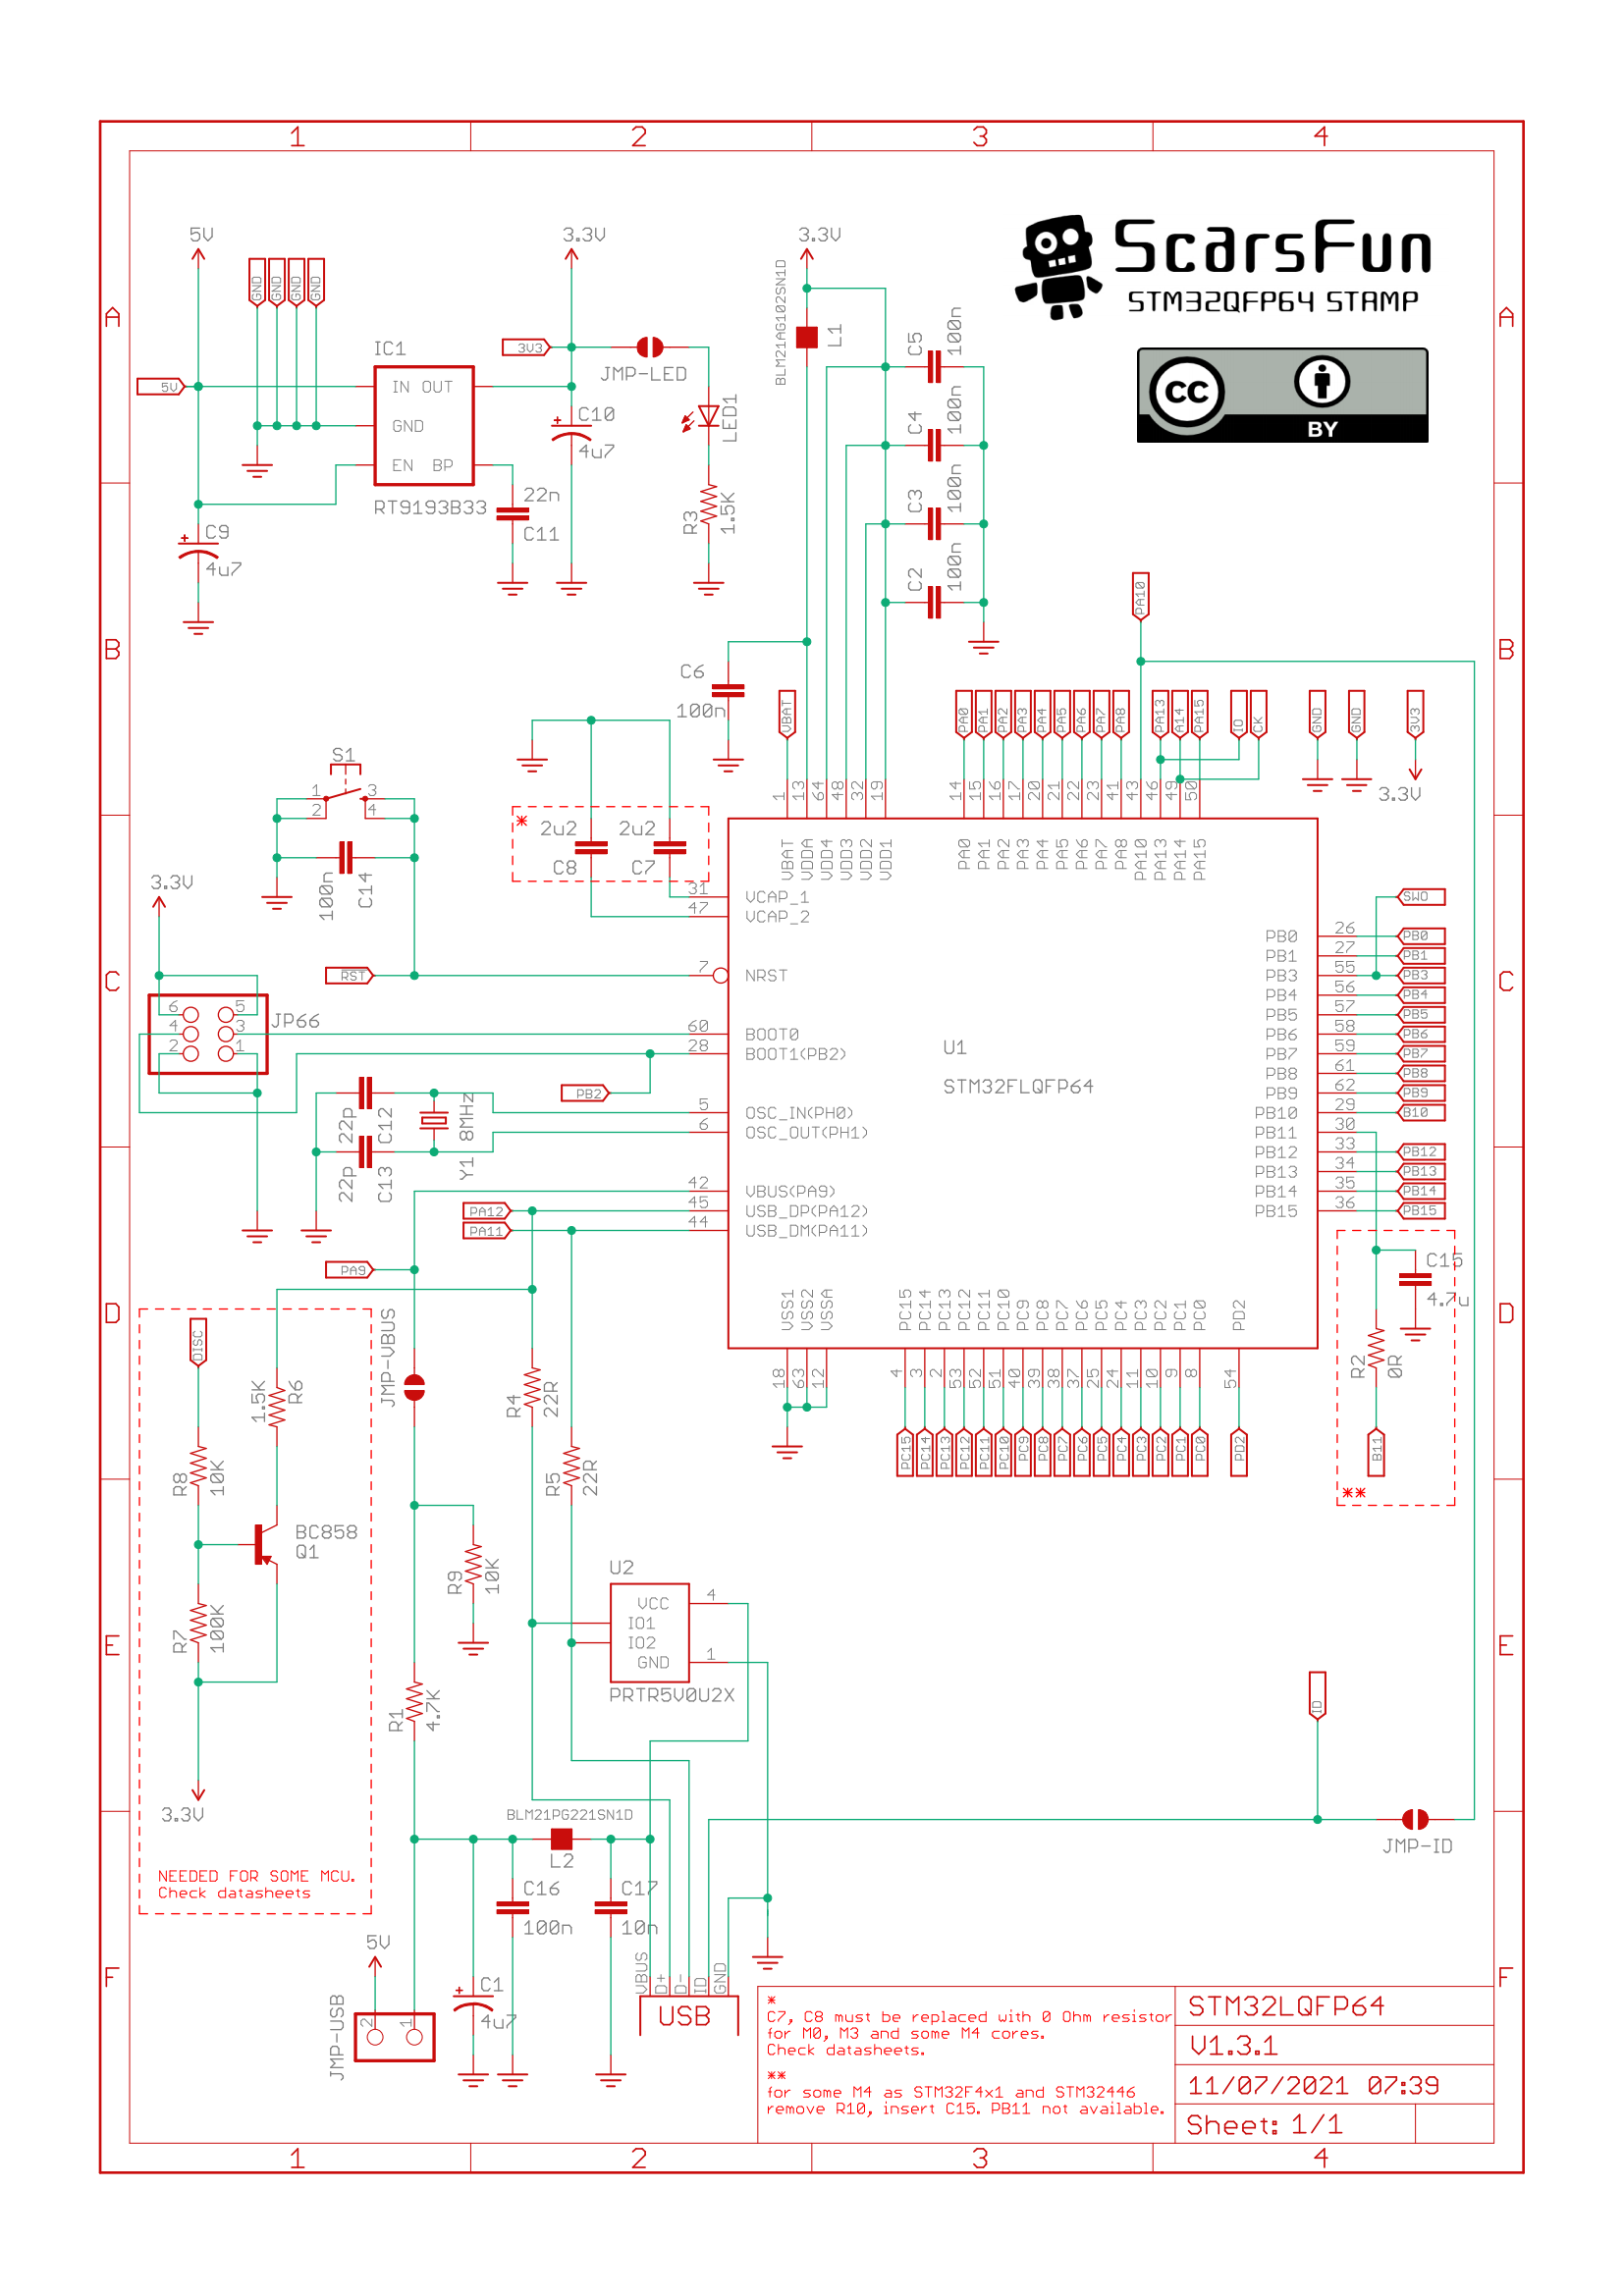 1 2 3 4
A
B
C
D
E
F
ScarsFun
STM32QFP64 STAMP
CC
BY
5V
GND GND GND GND
5V
IC1
IN OUT
GND
EN BP
RT9193B33
C9
4u7
22n
C11
3.3V
3V3
JMP-LED
C10
4u7
LED1
R3
1.5K
3.3V
BLM21AG102SN1D
L1
C5
100n
C4
100n
C3
100n
C2
100n
C6
100n
S1
1 3
2 4
100n
C14
RST
*
2u2 2u2
C8 C7
3.3V
6 5
4 3
2 1
JP66
PB2
22p
C12
22p
C13
8MHz
Y1
PA12
PA11
PA9
VBAT
PA0 PA1 PA2 PA3 PA4 PA5 PA6 PA7 PA8
PA10
PA13 A14 PA15
IO CK
GND GND 3V3
3.3V
1 13 64 48 32 19
14 15 16 17 20 21 22 23 41 43 46 49 50
VBAT VDDA VDD4 VDD3 VDD2 VDD1
PA0 PA1 PA2 PA3 PA4 PA5 PA6 PA7 PA8 PA10 PA13 PA14 PA15
31 VCAP_1
47 VCAP_2
7 NRST
60 BOOT0
28 BOOT1(PB2)
5 OSC_IN(PH0)
6 OSC_OUT(PH1)
42 VBUS(PA9)
45 USB_DP(PA12)
44 USB_DM(PA11)
U1
STM32FLQFP64
SWO
PB0 26 PB0
PB1 27 PB1
PB3 55 PB3
PB4 56 PB4
PB5 57 PB5
PB6 58 PB6
PB7 59 PB7
PB8 61 PB8
PB9 62 PB9
PB10 29 B10
PB11 30
PB12 33 PB12
PB13 34 PB13
PB14 35 PB14
PB15 36 PB15
VSS1 VSS2 VSSA
18 63 12
PC15 PC14 PC13 PC12 PC11 PC10 PC9 PC8 PC7 PC6 PC5 PC4 PC3 PC2 PC1 PC0 PD2
4 3 2 53 52 51 40 39 38 37 25 24 11 10 9 8 54
PC15 PC14 PC13 PC12 PC11 PC10 PC9 PC8 PC7 PC6 PC5 PC4 PC3 PC2 PC1 PC0 PD2
C15
4.7u
R2
0R
B11
**
DISC
1.5K
R6
R8
10K
BC858
Q1
R7
100K
3.3V
NEEDED FOR SOME MCU.
Check datasheets
JMP-VBUS
R4
22R
R5
22R
R9
10K
R1
4.7K
U2
VCC 4
IO1
IO2
GND 1
PRTR5V0U2X
ID
JMP-ID
BLM21PG221SN1D
L2
C16
100n
C17
10n
5V
JMP-USB
2 1
C1
4u7
VBUS D+ D- ID GND
USB
*
C7, C8 must be replaced with 0 Ohm resistor
for M0, M3 and some M4 cores.
Check datasheets.
**
for some M4 as STM32F4x1 and STM32446
remove R10, insert C15. PB11 not available.
STM32LQFP64
V1.3.1
11/07/2021 07:39
Sheet: 1/1
A
B
C
D
E
F
1 2 3 4